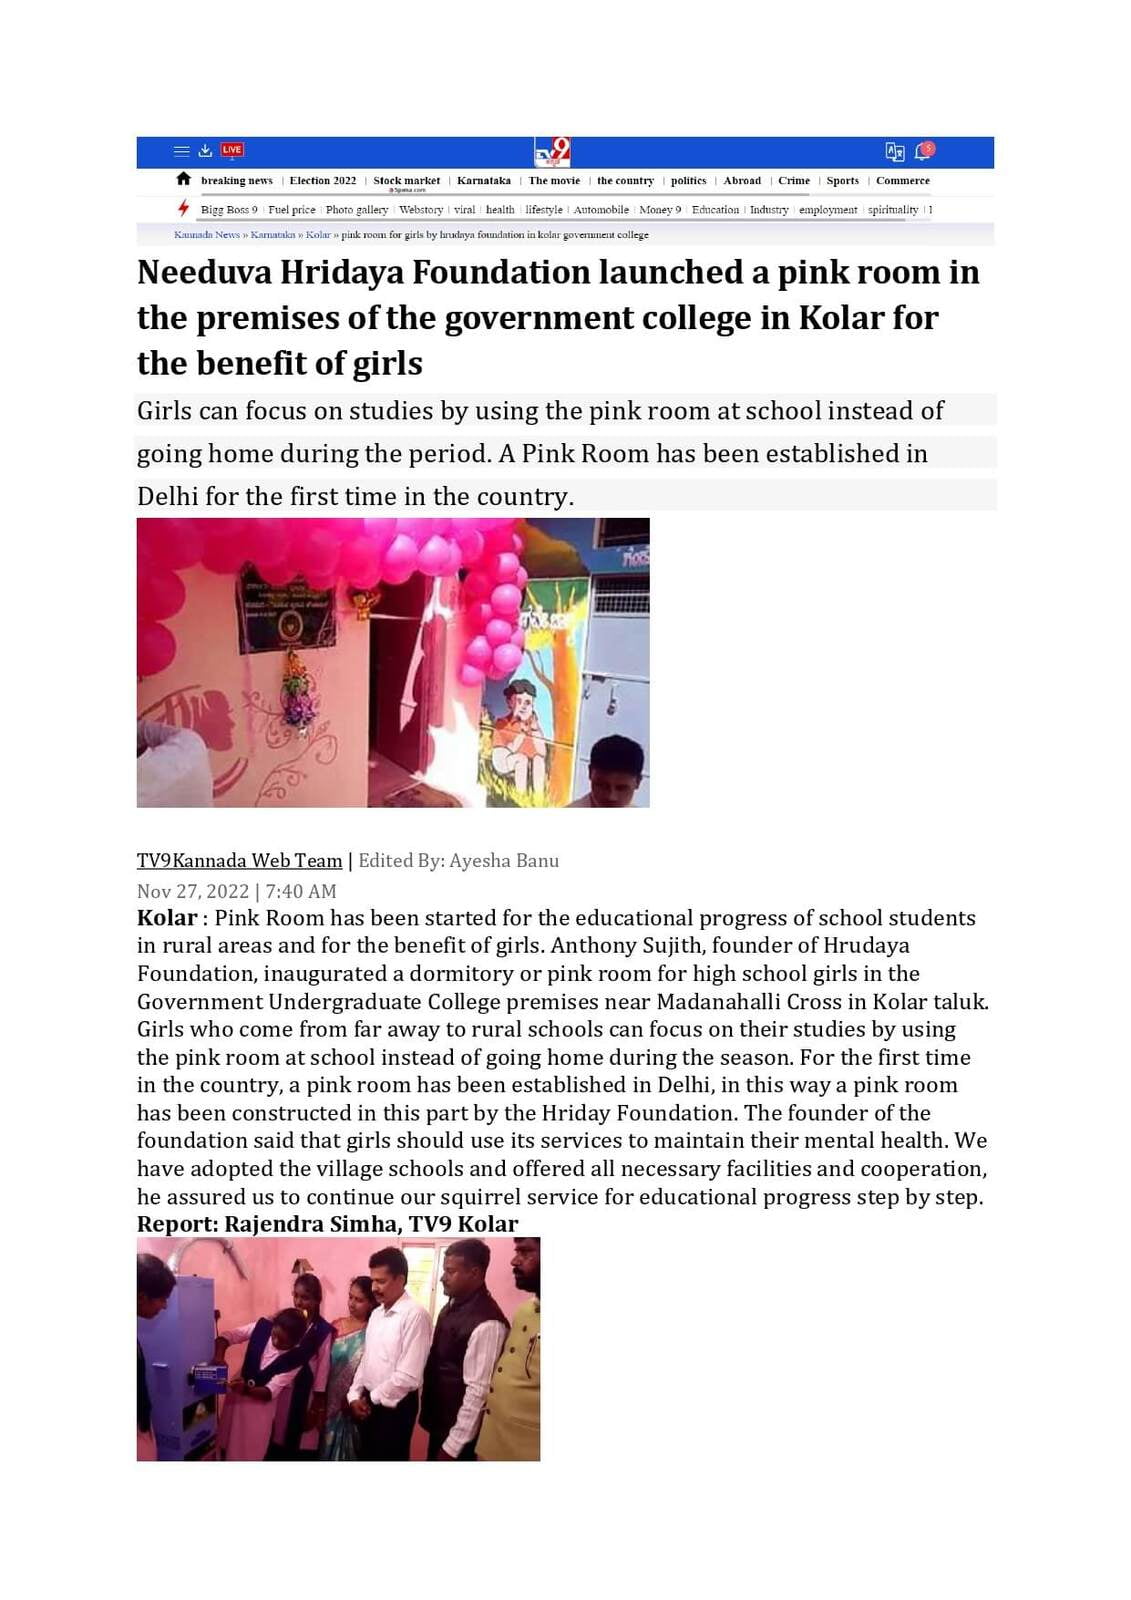 LIVE
TV9
5
breaking news | Election 2022 | Stock market | Karnataka | The movie | the country | politics | Abroad | Crime | Sports | Commerce
5paisa.com
Bigg Boss 9 | Fuel price | Photo gallery | Webstory | viral | health | lifestyle | Automobile | Money 9 | Education | Industry | employment | spirituality |
Kannada News » Karnataka » Kolar » pink room for girls by hrudaya foundation in kolar government college
Needuva Hridaya Foundation launched a pink room in
the premises of the government college in Kolar for
the benefit of girls
Girls can focus on studies by using the pink room at school instead of
going home during the period. A Pink Room has been established in
Delhi for the first time in the country.
TV9Kannada Web Team | Edited By: Ayesha Banu
Nov 27, 2022 | 7:40 AM
Kolar : Pink Room has been started for the educational progress of school students
in rural areas and for the benefit of girls. Anthony Sujith, founder of Hrudaya
Foundation, inaugurated a dormitory or pink room for high school girls in the
Government Undergraduate College premises near Madanahalli Cross in Kolar taluk.
Girls who come from far away to rural schools can focus on their studies by using
the pink room at school instead of going home during the season. For the first time
in the country, a pink room has been established in Delhi, in this way a pink room
has been constructed in this part by the Hriday Foundation. The founder of the
foundation said that girls should use its services to maintain their mental health. We
have adopted the village schools and offered all necessary facilities and cooperation,
he assured us to continue our squirrel service for educational progress step by step.
Report: Rajendra Simha, TV9 Kolar